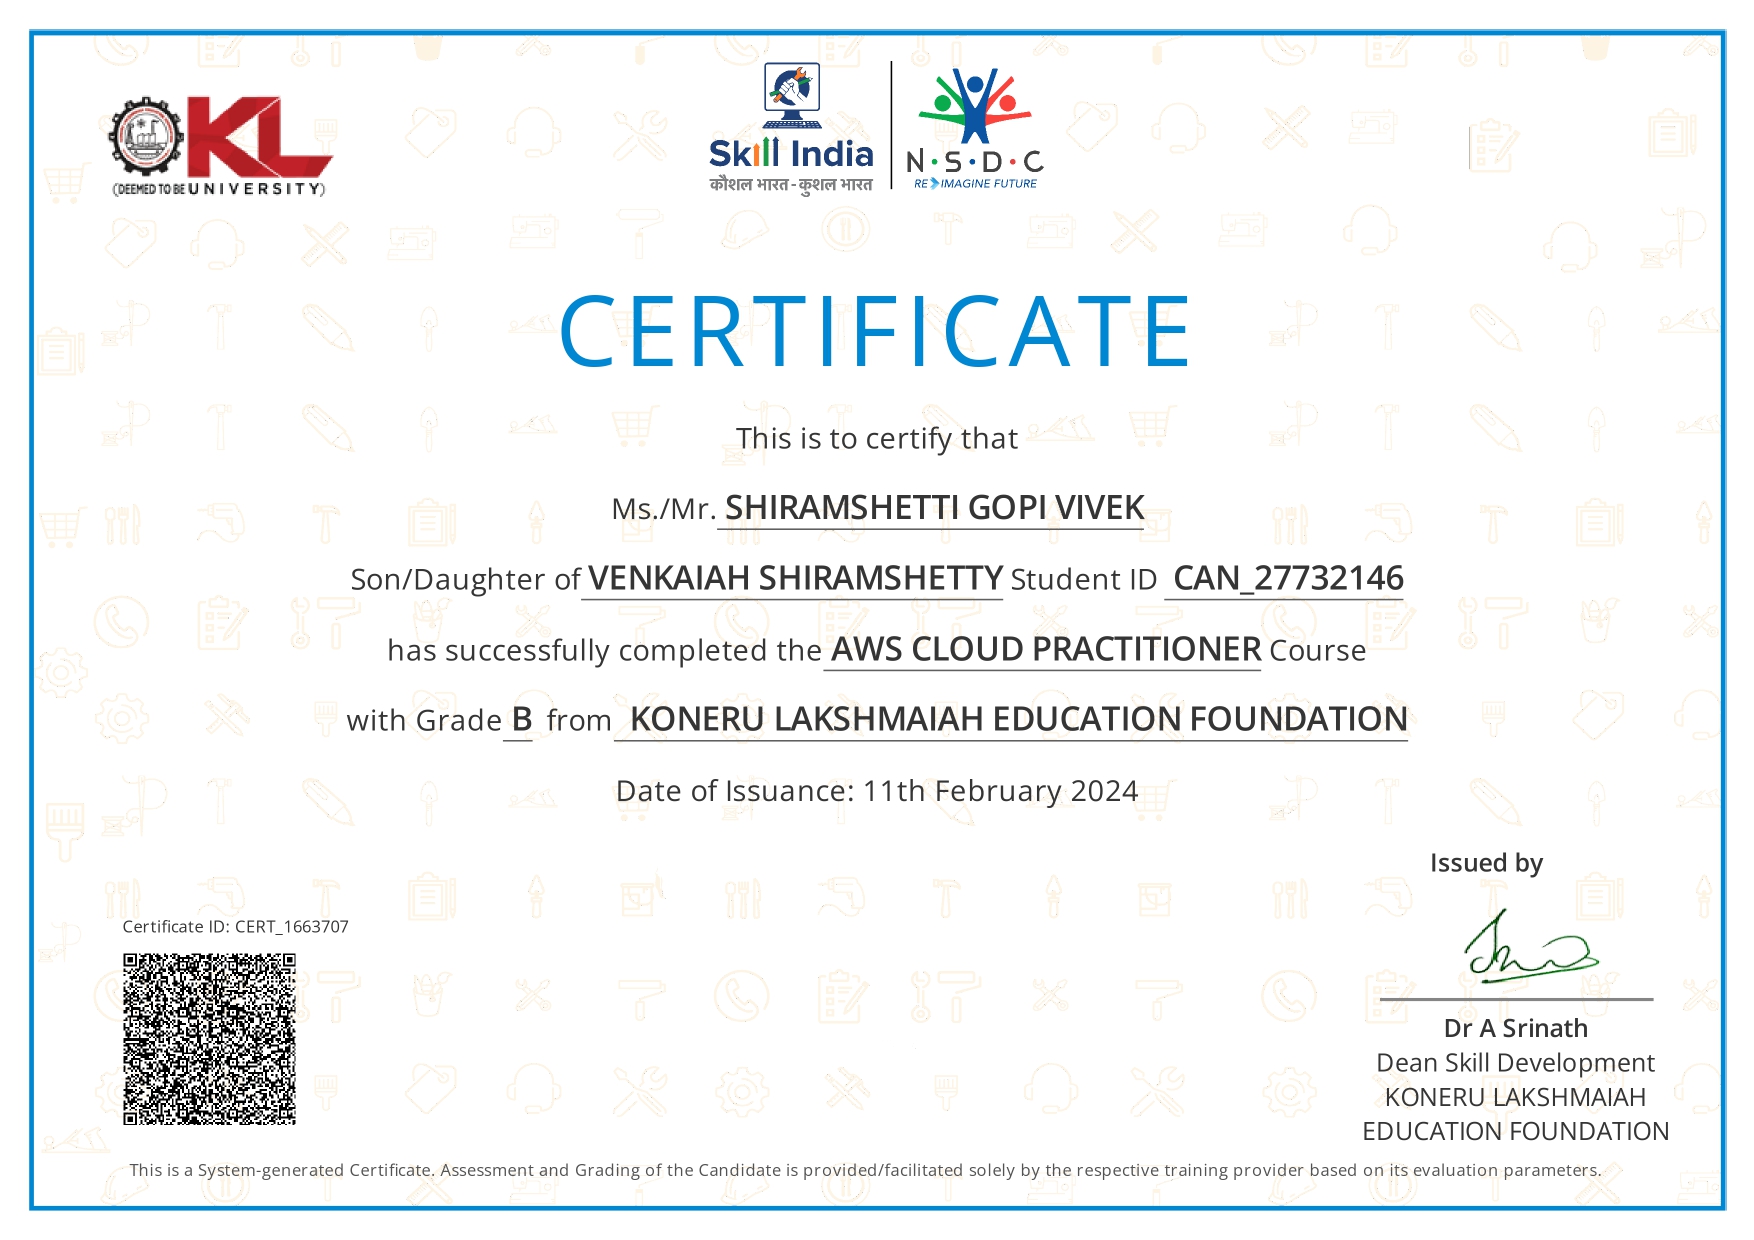 KL
(DEEMED TO BE UNIVERSITY)
Skill India
कौशल भारत - कुशल भारत
N·S·D·C
RE IMAGINE FUTURE
CERTIFICATE
This is to certify that
Ms./Mr. SHIRAMSHETTI GOPI VIVEK
Son/Daughter of VENKAIAH SHIRAMSHETTY Student ID CAN_27732146
has successfully completed the AWS CLOUD PRACTITIONER Course
with Grade B from KONERU LAKSHMAIAH EDUCATION FOUNDATION
Date of Issuance: 11th February 2024
Issued by
Certificate ID: CERT_1663707
Dr A Srinath
Dean Skill Development
KONERU LAKSHMAIAH
EDUCATION FOUNDATION
This is a System-generated Certificate. Assessment and Grading of the Candidate is provided/facilitated solely by the respective training provider based on its evaluation parameters.